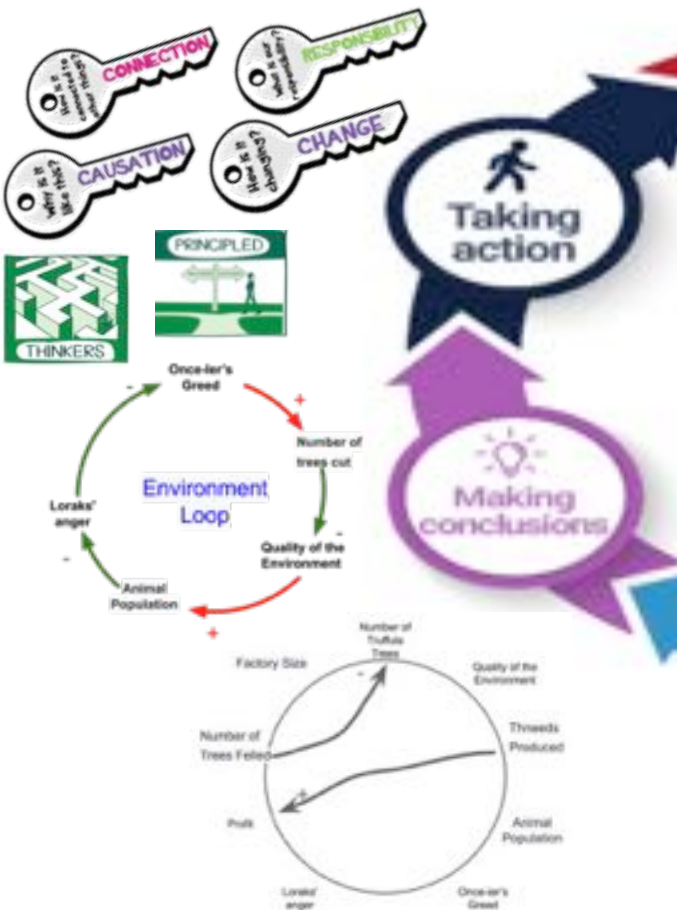 CONNECTION
How is it
connected to
other things?
RESPONSIBILITY
What is our
responsibility?
CAUSATION
Why is it
like this?
CHANGE
How is it
changing?
Taking
action
PRINCIPLED
THINKERS
Once-ler's
Greed
-
+
Number of
trees cut
Environment
Loop
Loraks'
anger
-
Quality of the
Environment
-
Animal
Population
+
Making
conclusions
Number of
Truffula
Trees
Factory Size
-
Quality of the
Environment
Number of
Trees Felled
Thneeds
Produced
+
Profit
Animal
Population
Loraks'
anger
Once-ler's
Greed